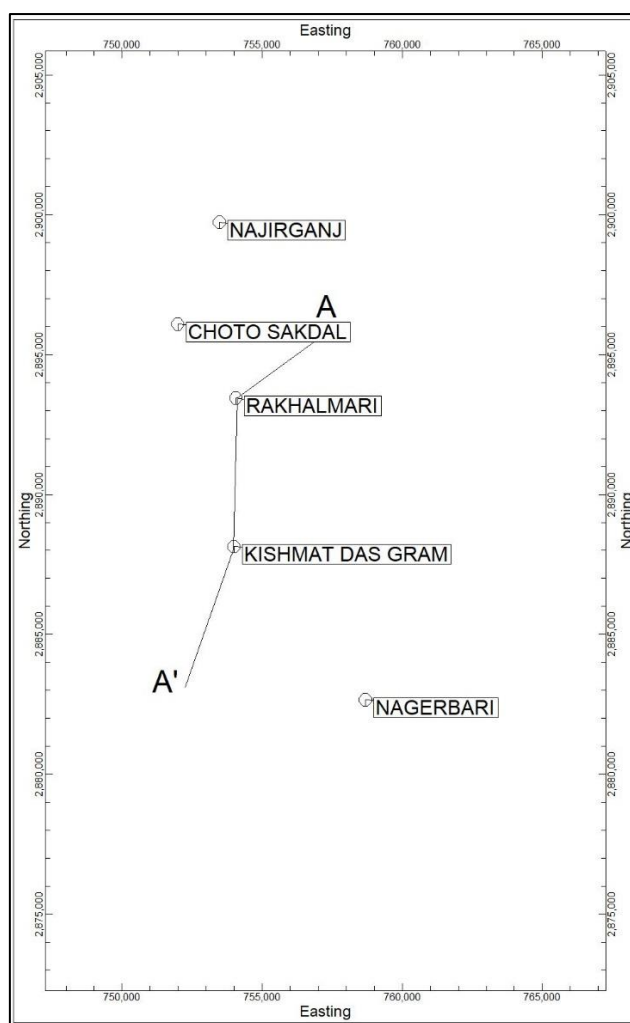 Easting
750,000 755,000 760,000 765,000
2,905,000 2,905,000
2,900,000 2,900,000
NAJIRGANJ
A
CHOTO SAKDAL
2,895,000 2,895,000
RAKHALMARI
2,890,000 2,890,000
Northing Northing
KISHMAT DAS GRAM
2,885,000 2,885,000
A'
NAGERBARI
2,880,000 2,880,000
2,875,000 2,875,000
750,000 755,000 760,000 765,000
Easting